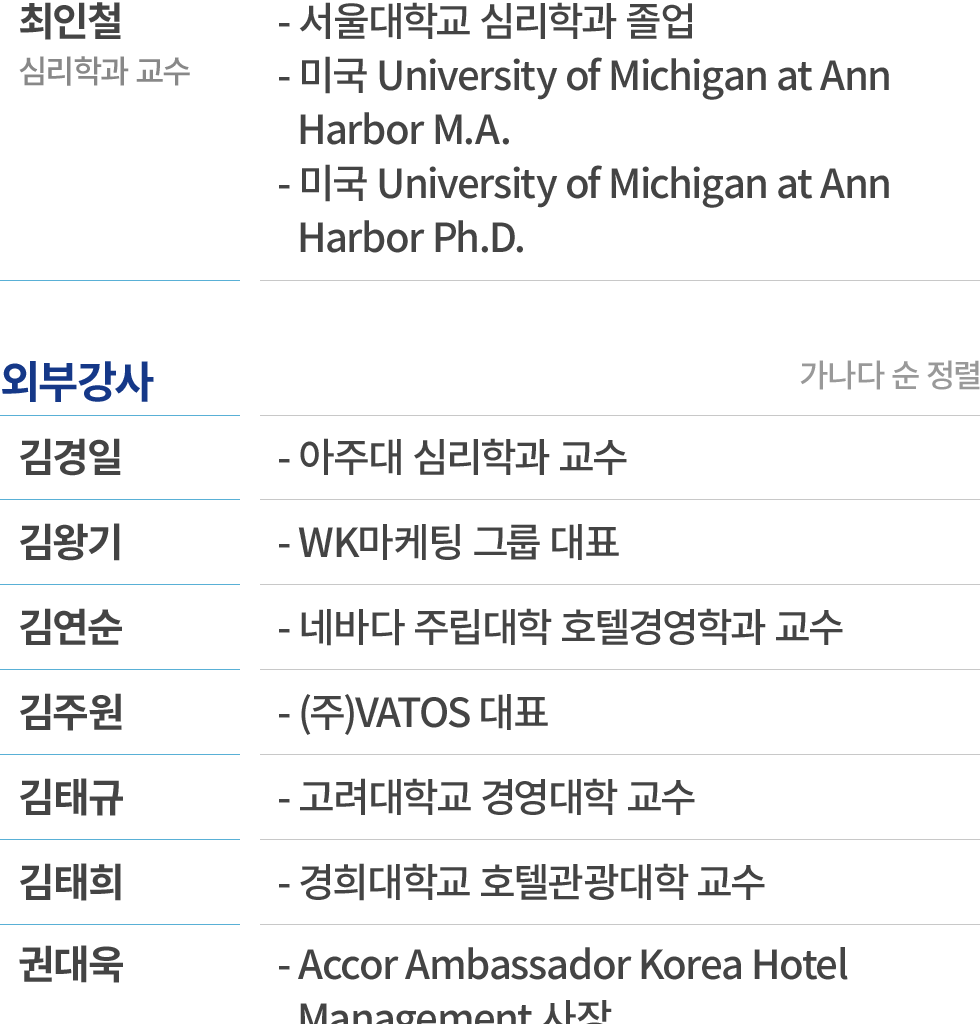 최인철
심리학과 교수
- 서울대학교 심리학과 졸업
- 미국 University of Michigan at Ann
Harbor M.A.
- 미국 University of Michigan at Ann
Harbor Ph.D.
외부강사
가나다 순 정렬
김경일
- 아주대 심리학과 교수
김왕기
- WK마케팅 그룹 대표
김연순
- 네바다 주립대학 호텔경영학과 교수
김주원
- (주)VATOS 대표
김태규
- 고려대학교 경영대학 교수
김태희
- 경희대학교 호텔관광대학 교수
권대욱
- Accor Ambassador Korea Hotel
Management 사장